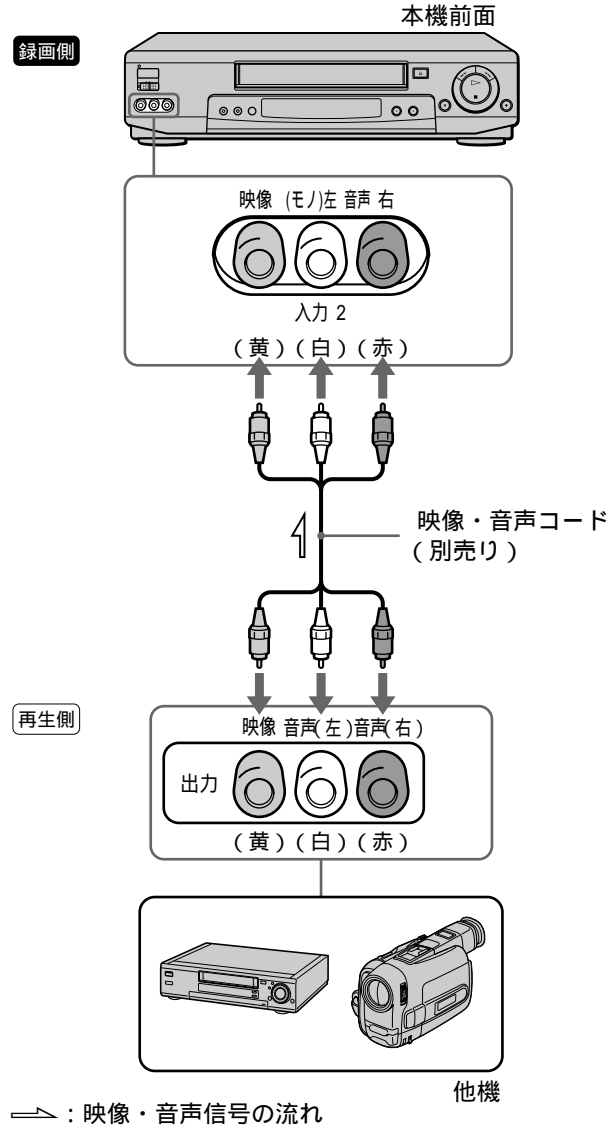 本機前面
録画側
映像 (モノ)左 音声 右
入力 2
(黄)(白)(赤)
映像・音声コード
(別売り)
再生側
映像 音声(左)音声(右)
出力
(黄)(白)(赤)
他機
:映像・音声信号の流れ